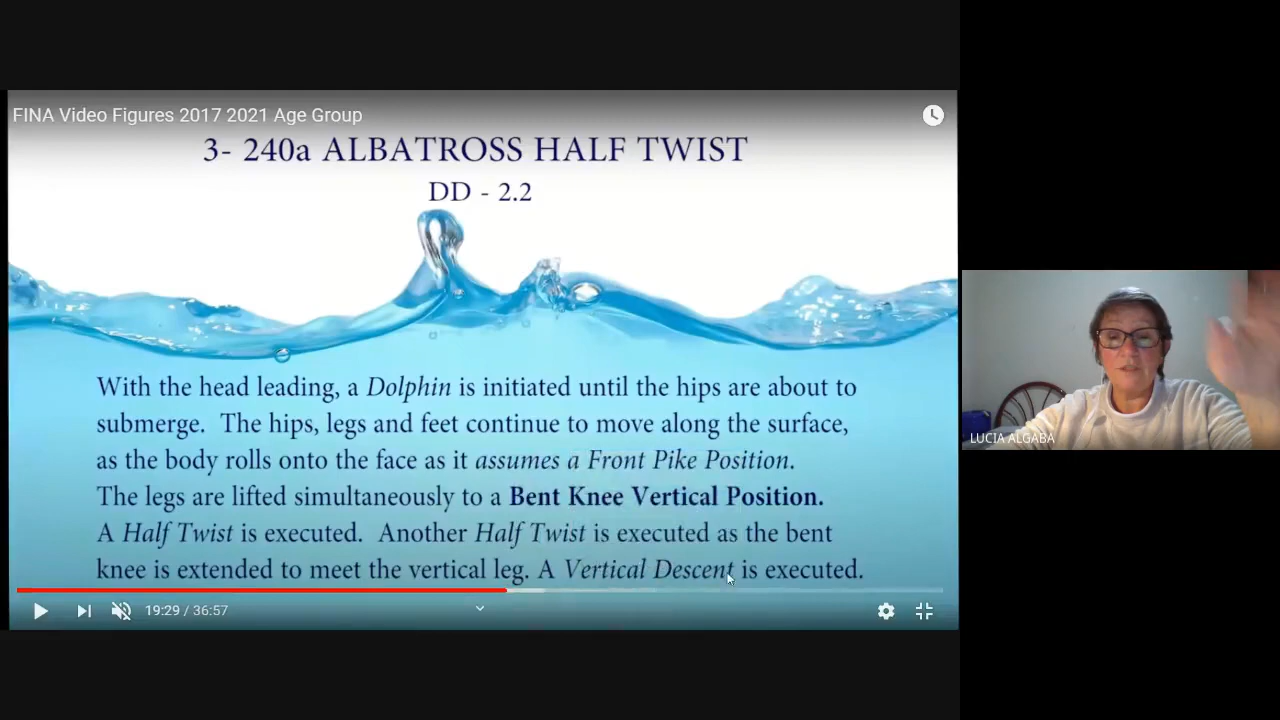 FINA Video Figures 2017 2021 Age Group
3- 240a ALBATROSS HALF TWIST
DD - 2.2
With the head leading, a Dolphin is initiated until the hips are about to
submerge. The hips, legs and feet continue to move along the surface,
as the body rolls onto the face as it assumes a Front Pike Position.
The legs are lifted simultaneously to a Bent Knee Vertical Position.
A Half Twist is executed. Another Half Twist is executed as the bent
knee is extended to meet the vertical leg. A Vertical Descent is executed.
19:29 / 36:57
LUCIA ALGABA